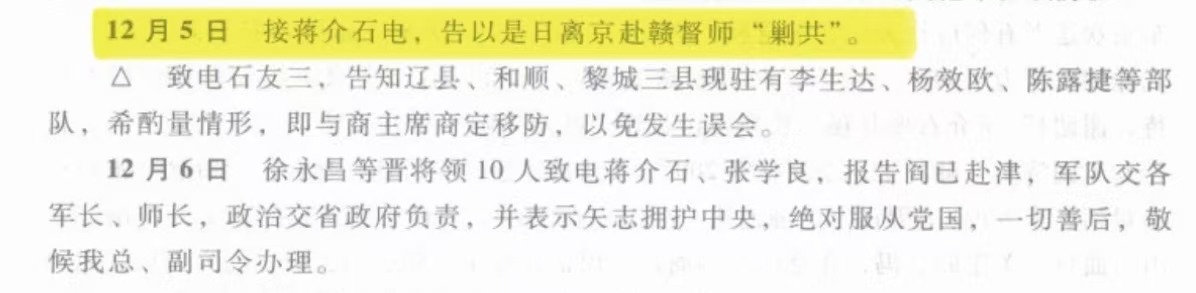 12月5日 接蒋介石电，告以是日离京赴赣督师“剿共”。
△ 致电石友三，告知辽县、和顺、黎城三县现驻有李生达、杨效欧、陈露捷等部
队，希酌量情形，即与商主席商定移防，以免发生误会。
12月6日 徐永昌等晋将领10人致电蒋介石、张学良，报告阎已赴津，军队交各
军长、师长，政治交省政府负责，并表示矢志拥护中央，绝对服从党国，一切善后，敬
候我总、副司令办理。